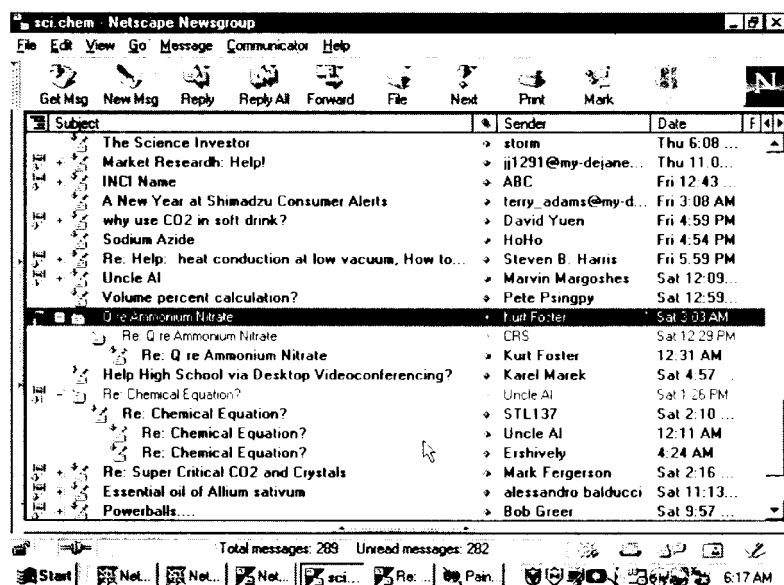 sci.chem - Netscape Newsgroup
File Edit View Go Message Communicator Help
Get Msg New Msg Reply Reply All Forward File Next Print Mark N
Subject Sender Date F
The Science Investor storm Thu 6:08 ...
Market Researdh: Help! jj1291@my-dejane... Thu 11:0...
INCI Name ABC Fri 12:43 ...
A New Year at Shimadzu Consumer Alerts terry_adams@my-d... Fri 3:08 AM
why use CO2 in soft drink? David Yuen Fri 4:59 PM
Sodium Azide HoHo Fri 4:54 PM
Re: Help: heat conduction at low vacuum, How to... Steven B. Harris Fri 5:59 PM
Uncle Al Marvin Margoshes Sat 12:09...
Volume percent calculation? Pete Psingpy Sat 12:59...
Q re Ammonium Nitrate Kurt Foster Sat 3:03 AM
Re: Q re Ammonium Nitrate CRS Sat 12:29 PM
Re: Q re Ammonium Nitrate Kurt Foster 12:31 AM
Help High School via Desktop Videoconferencing? Karel Marek Sat 4:57 ...
Re: Chemical Equation? Uncle Al Sat 1:26 PM
Re: Chemical Equation? STL137 Sat 2:10 ...
Re: Chemical Equation? Uncle Al 12:11 AM
Re: Chemical Equation? Ershively 4:24 AM
Re: Super Critical CO2 and Crystals Mark Fergerson Sat 2:16 ...
Essential oil of Allium sativum alessandro balducci Sat 11:13...
Powerballs.... Bob Greer Sat 9:57 ...
Total messages: 289 Unread messages: 282
Start Net... Net... Net... sci... Re: ... Pain... 6:17 AM